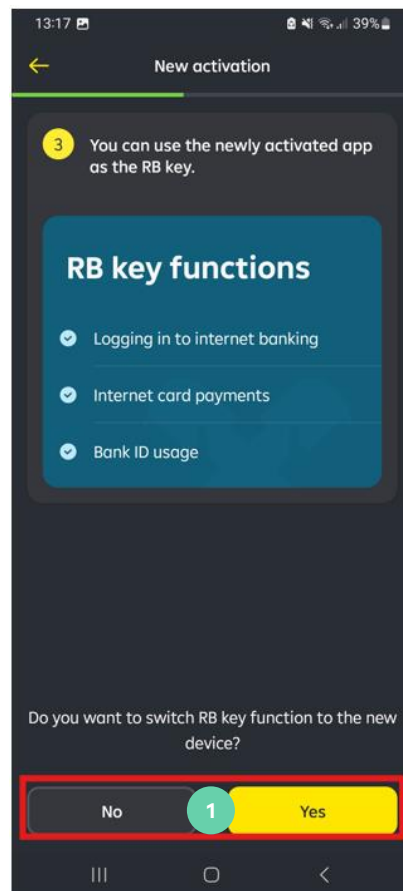 13:17 39%
New activation
3 You can use the newly activated app
as the RB key.
RB key functions
Logging in to internet banking
Internet card payments
Bank ID usage
Do you want to switch RB key function to the new
device?
No 1 Yes